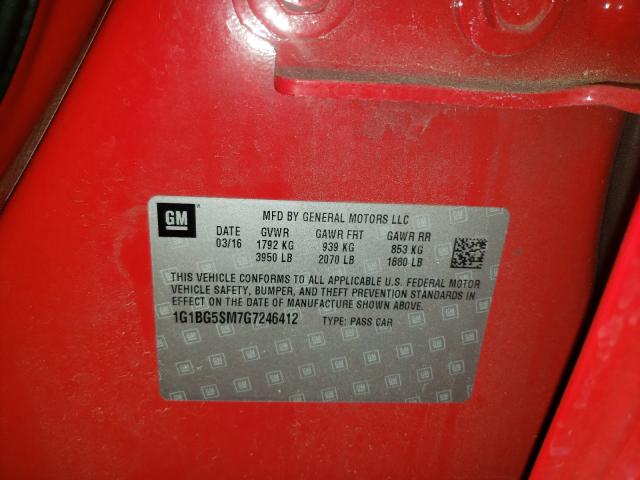 GM
MFD BY GENERAL MOTORS LLC
DATE GVWR GAWR FRT GAWR RR
03/16 1792 KG 939 KG 853 KG
3950 LB 2070 LB 1880 LB
THIS VEHICLE CONFORMS TO ALL APPLICABLE U.S. FEDERAL MOTOR
VEHICLE SAFETY, BUMPER, AND THEFT PREVENTION STANDARDS IN
EFFECT ON THE DATE OF MANUFACTURE SHOWN ABOVE.
1G1BG5SM7G7246412 TYPE: PASS CAR